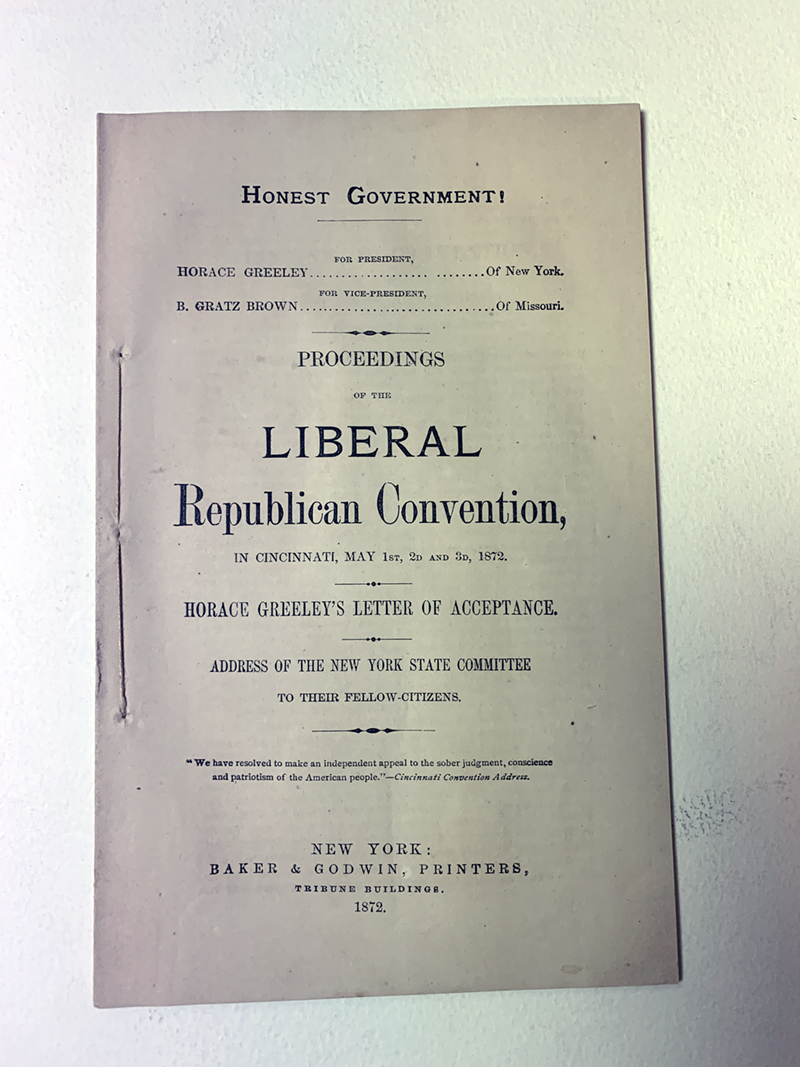 HONEST GOVERNMENT!
FOR PRESIDENT,
HORACE GREELEY.................. ........Of New York.
FOR VICE-PRESIDENT,
B. GRATZ BROWN...............................Of Missouri.
PROCEEDINGS
OF THE
LIBERAL
Republican Convention,
IN CINCINNATI, MAY 1ST, 2D AND 3D, 1872.
HORACE GREELEY'S LETTER OF ACCEPTANCE.
ADDRESS OF THE NEW YORK STATE COMMITTEE
TO THEIR FELLOW-CITIZENS.
"We have resolved to make an independent appeal to the sober judgment, conscience
and patriotism of the American people."—Cincinnati Convention Address.
NEW YORK:
BAKER & GODWIN, PRINTERS,
TRIBUNE BUILDINGS.
1872.